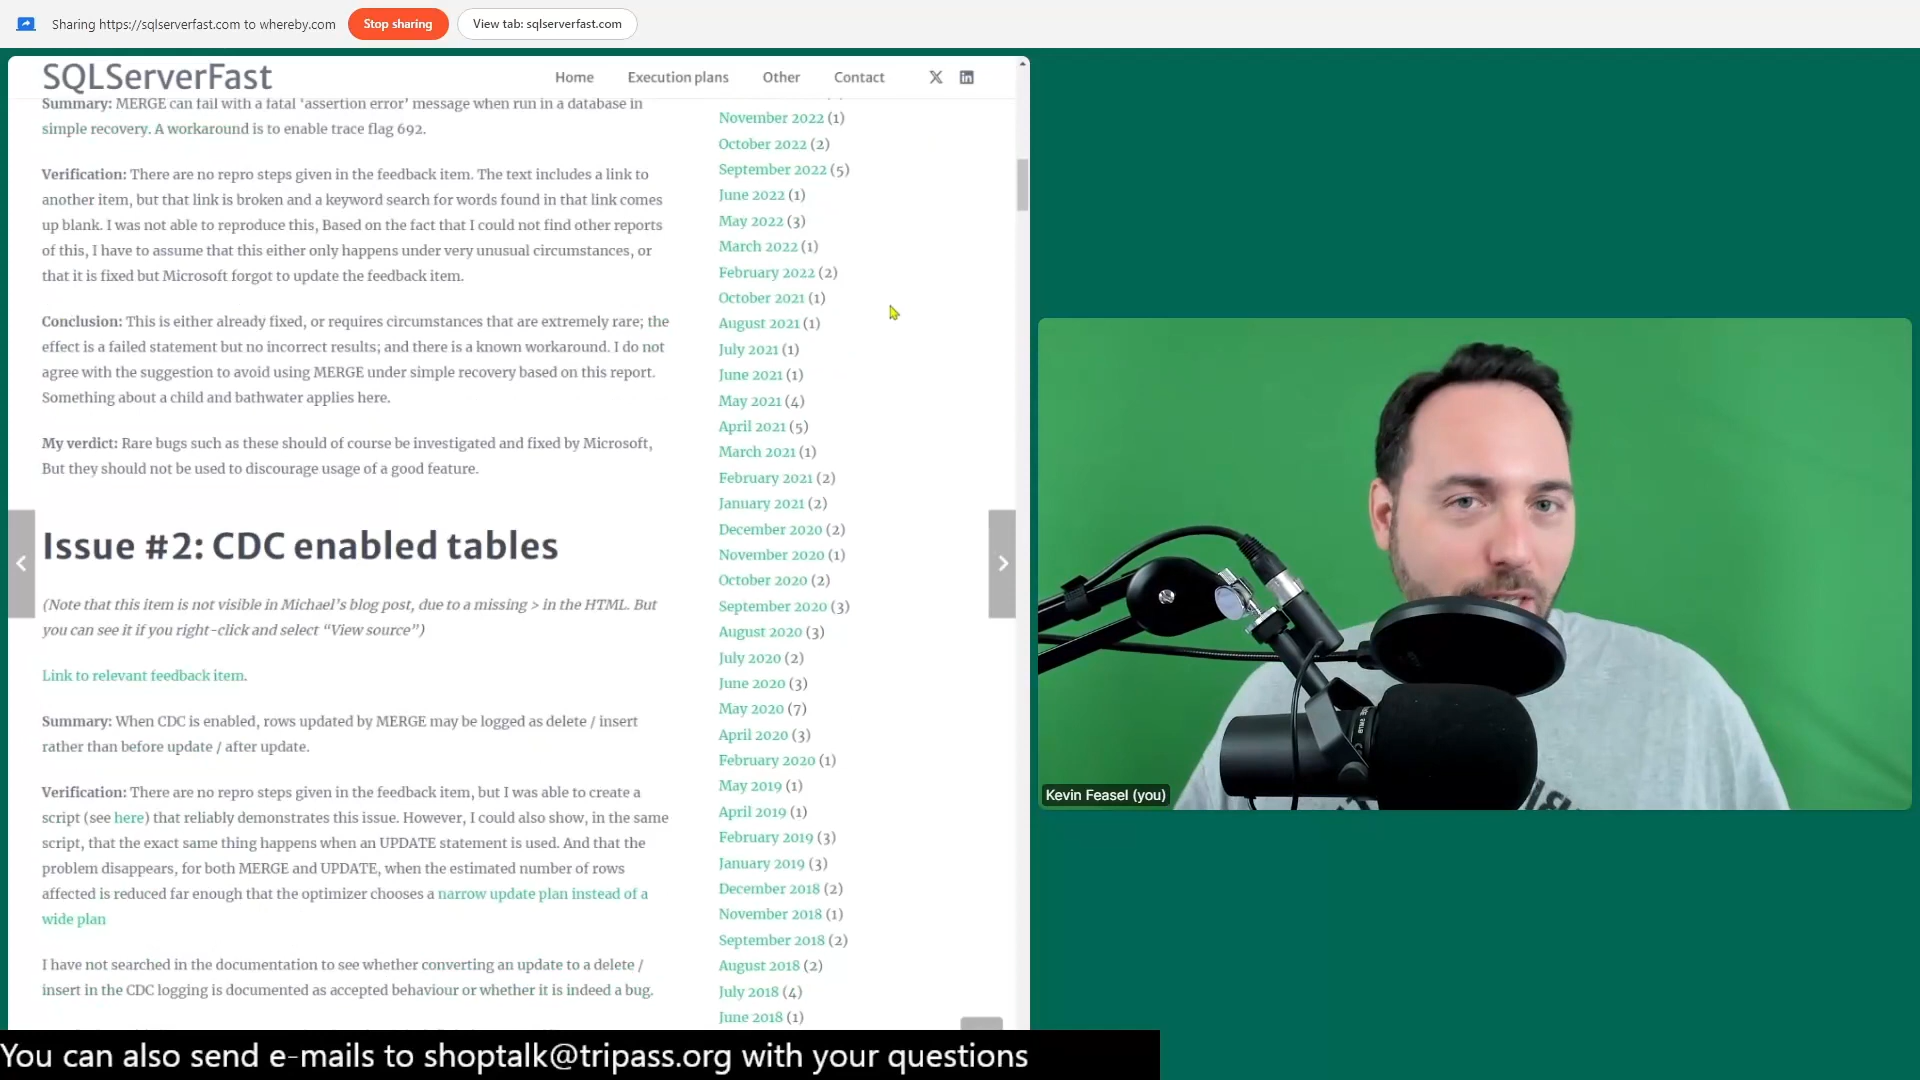 Sharing https://sqlserverfast.com to whereby.com
Stop sharing
View tab: sqlserverfast.com
SQLServerFast
Home
Execution plans
Other
Contact
Summary: MERGE can fail with a fatal ‘assertion error’ message when run in a database in
simple recovery. A workaround is to enable trace flag 692.
Verification: There are no repro steps given in the feedback item. The text includes a link to
another item, but that link is broken and a keyword search for words found in that link comes
up blank. I was not able to reproduce this, Based on the fact that I could not find other reports
of this, I have to assume that this either only happens under very unusual circumstances, or
that it is fixed but Microsoft forgot to update the feedback item.
Conclusion: This is either already fixed, or requires circumstances that are extremely rare; the
effect is a failed statement but no incorrect results; and there is a known workaround. I do not
agree with the suggestion to avoid using MERGE under simple recovery based on this report.
Something about a child and bathwater applies here.
My verdict: Rare bugs such as these should of course be investigated and fixed by Microsoft,
But they should not be used to discourage usage of a good feature.
Issue #2: CDC enabled tables
(Note that this item is not visible in Michael’s blog post, due to a missing > in the HTML. But
you can see it if you right-click and select “View source”)
Link to relevant feedback item.
Summary: When CDC is enabled, rows updated by MERGE may be logged as delete / insert
rather than before update / after update.
Verification: There are no repro steps given in the feedback item, but I was able to create a
script (see here) that reliably demonstrates this issue. However, I could also show, in the same
script, that the exact same thing happens when an UPDATE statement is used. And that the
problem disappears, for both MERGE and UPDATE, when the estimated number of rows
affected is reduced far enough that the optimizer chooses a narrow update plan instead of a
wide plan
I have not searched in the documentation to see whether converting an update to a delete /
insert in the CDC logging is documented as accepted behaviour or whether it is indeed a bug.
November 2022 (1)
October 2022 (2)
September 2022 (5)
June 2022 (1)
May 2022 (3)
March 2022 (1)
February 2022 (2)
October 2021 (1)
August 2021 (1)
July 2021 (1)
June 2021 (1)
May 2021 (4)
April 2021 (5)
March 2021 (1)
February 2021 (2)
January 2021 (2)
December 2020 (2)
November 2020 (1)
October 2020 (2)
September 2020 (3)
August 2020 (3)
July 2020 (2)
June 2020 (3)
May 2020 (7)
April 2020 (3)
February 2020 (1)
May 2019 (1)
April 2019 (1)
February 2019 (3)
January 2019 (3)
December 2018 (2)
November 2018 (1)
September 2018 (2)
August 2018 (2)
July 2018 (4)
June 2018 (1)
Kevin Feasel (you)
You can also send e-mails to shoptalk@tripass.org with your questions